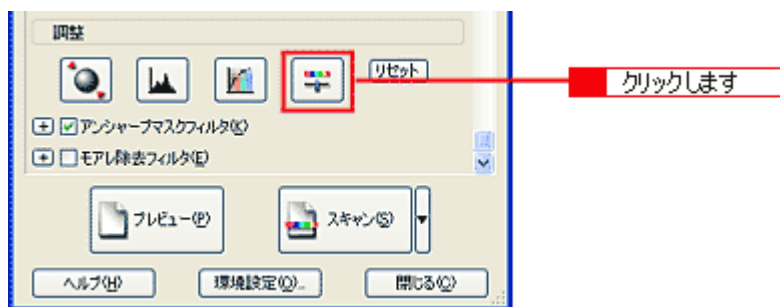 調整
リセット
クリックします
アンシャープマスクフィルタ(K)
モアレ除去フィルタ(E)
プレビュー(P)
スキャン(S)
ヘルプ(H)
環境設定(O)...
閉じる(C)